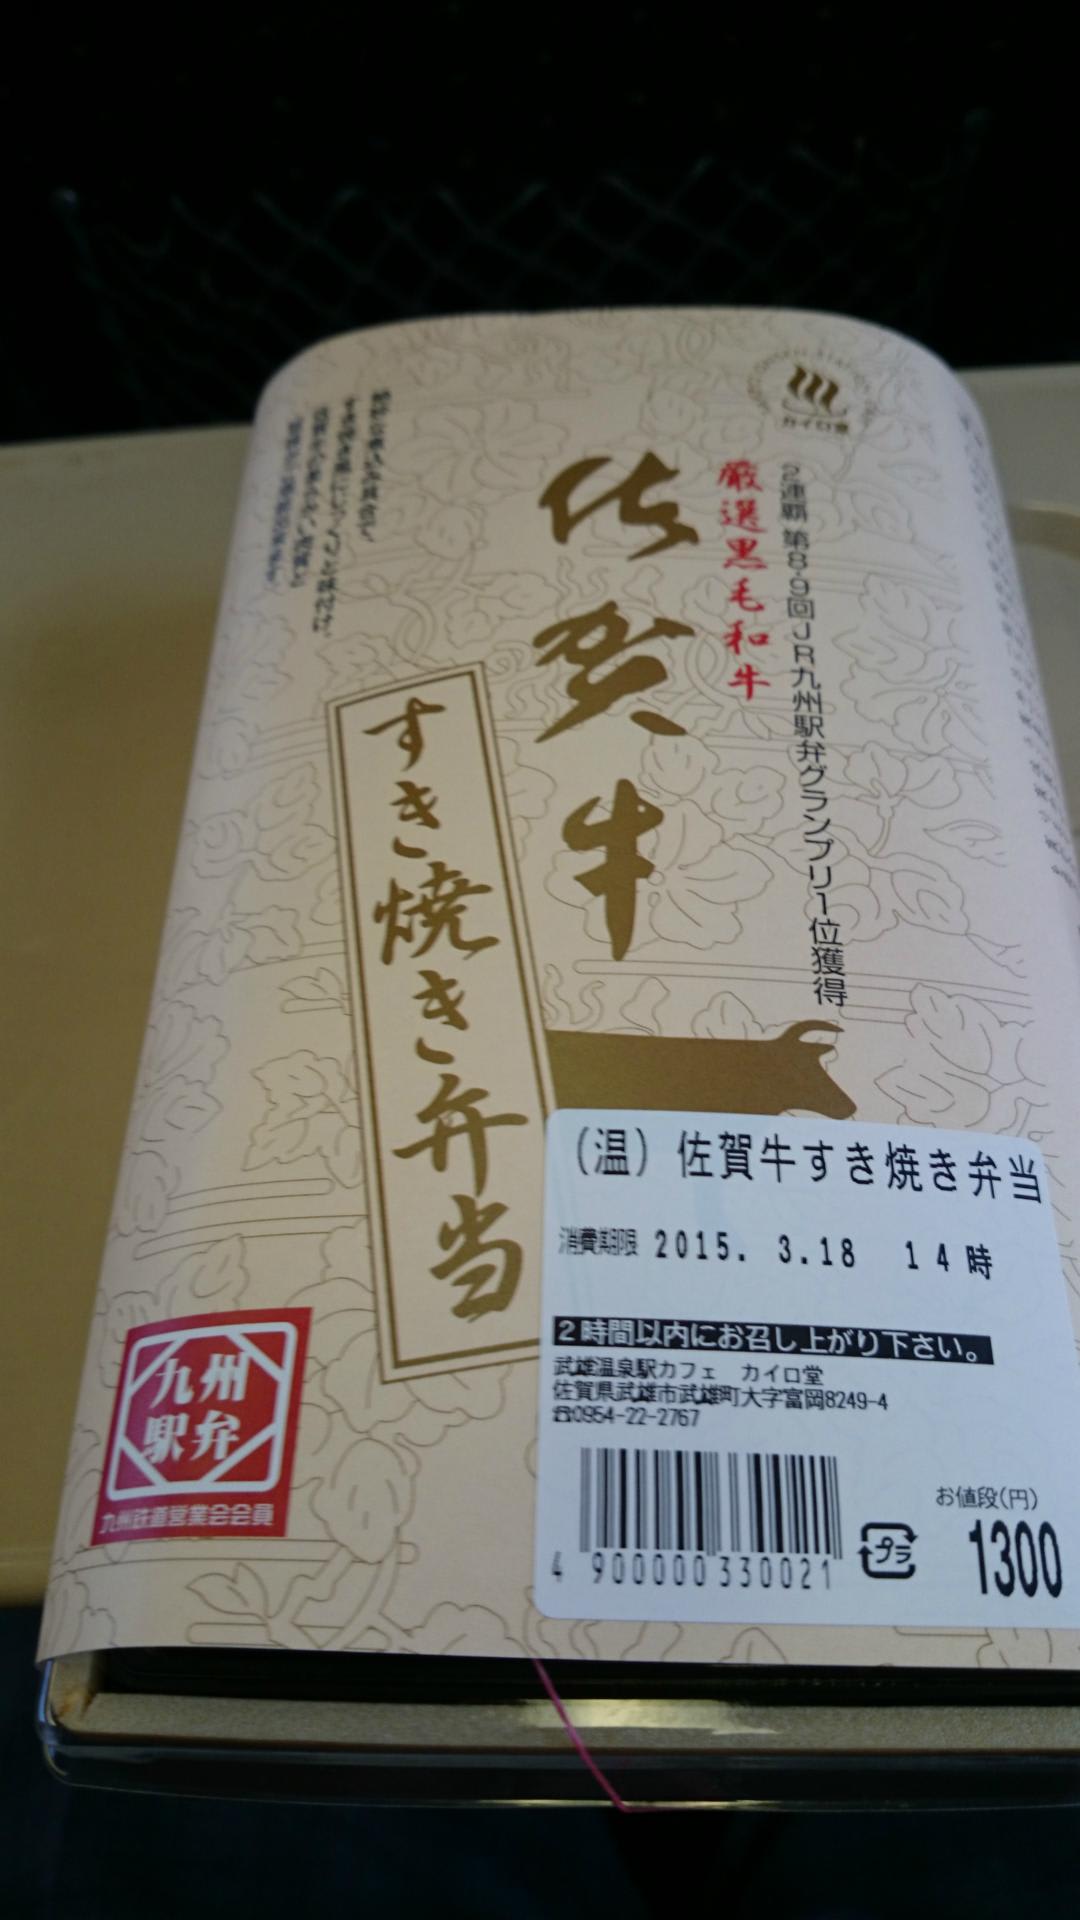 カイロ堂
2連覇 第8・9回JR九州駅弁グランプリ1位獲得
厳選黒毛和牛
佐賀牛
すき焼き弁当
(温)佐賀牛すき焼き弁当
消費期限 2015. 3.18 14時
2時間以内にお召し上がり下さい。
武雄温泉駅カフェ カイロ堂
佐賀県武雄市武雄町大字富岡8249-4
☎0954-22-2767
4 900000 330021
プラ
お値段(円)
1300
九州
駅弁
九州鉄道営業会会員